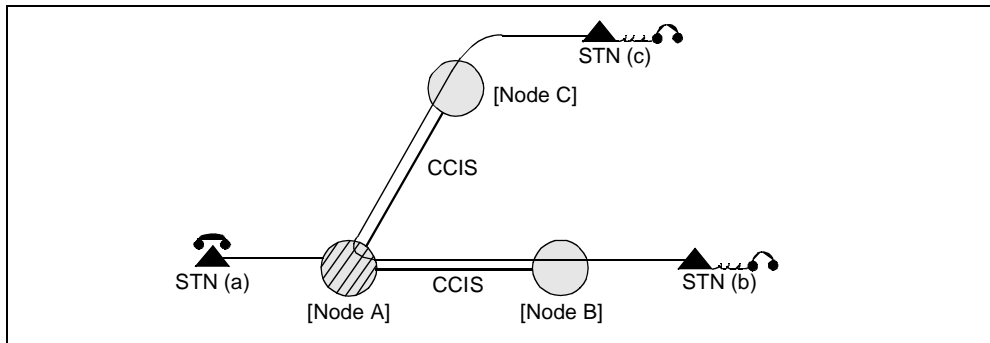 STN (c)
[Node C]
CCIS
STN (a)
CCIS
STN (b)
[Node A]
[Node B]